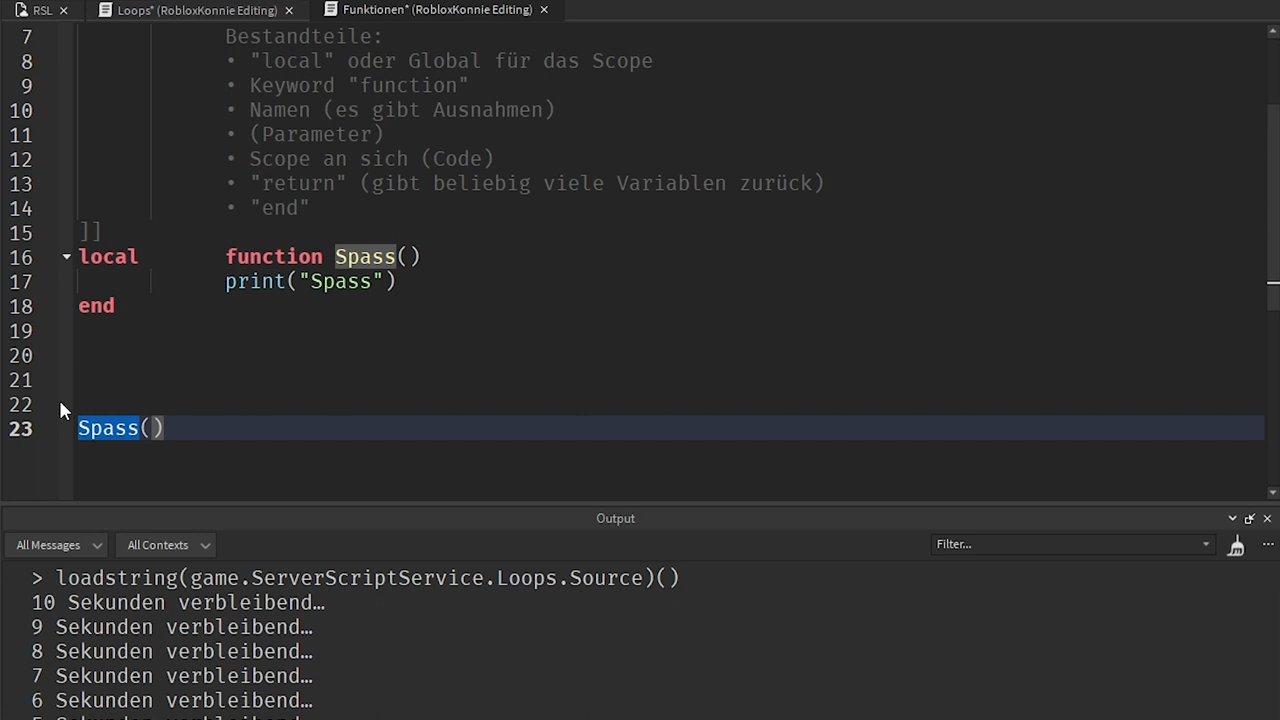 RSL × Loops* (RobloxKonnie Editing) × Funktionen* (RobloxKonnie Editing) ×
7 Bestandteile:
8 • "local" oder Global für das Scope
9 • Keyword "function"
10 • Namen (es gibt Ausnahmen)
11 • (Parameter)
12 • Scope an sich (Code)
13 • "return" (gibt beliebig viele Variablen zurück)
14 • "end"
15 ]]
16 local function Spass()
17 print("Spass")
18 end
19
20
21
22
23 Spass()
Output
All Messages All Contexts Filter...
> loadstring(game.ServerScriptService.Loops.Source)()
10 Sekunden verbleibend…
9 Sekunden verbleibend…
8 Sekunden verbleibend…
7 Sekunden verbleibend…
6 Sekunden verbleibend…